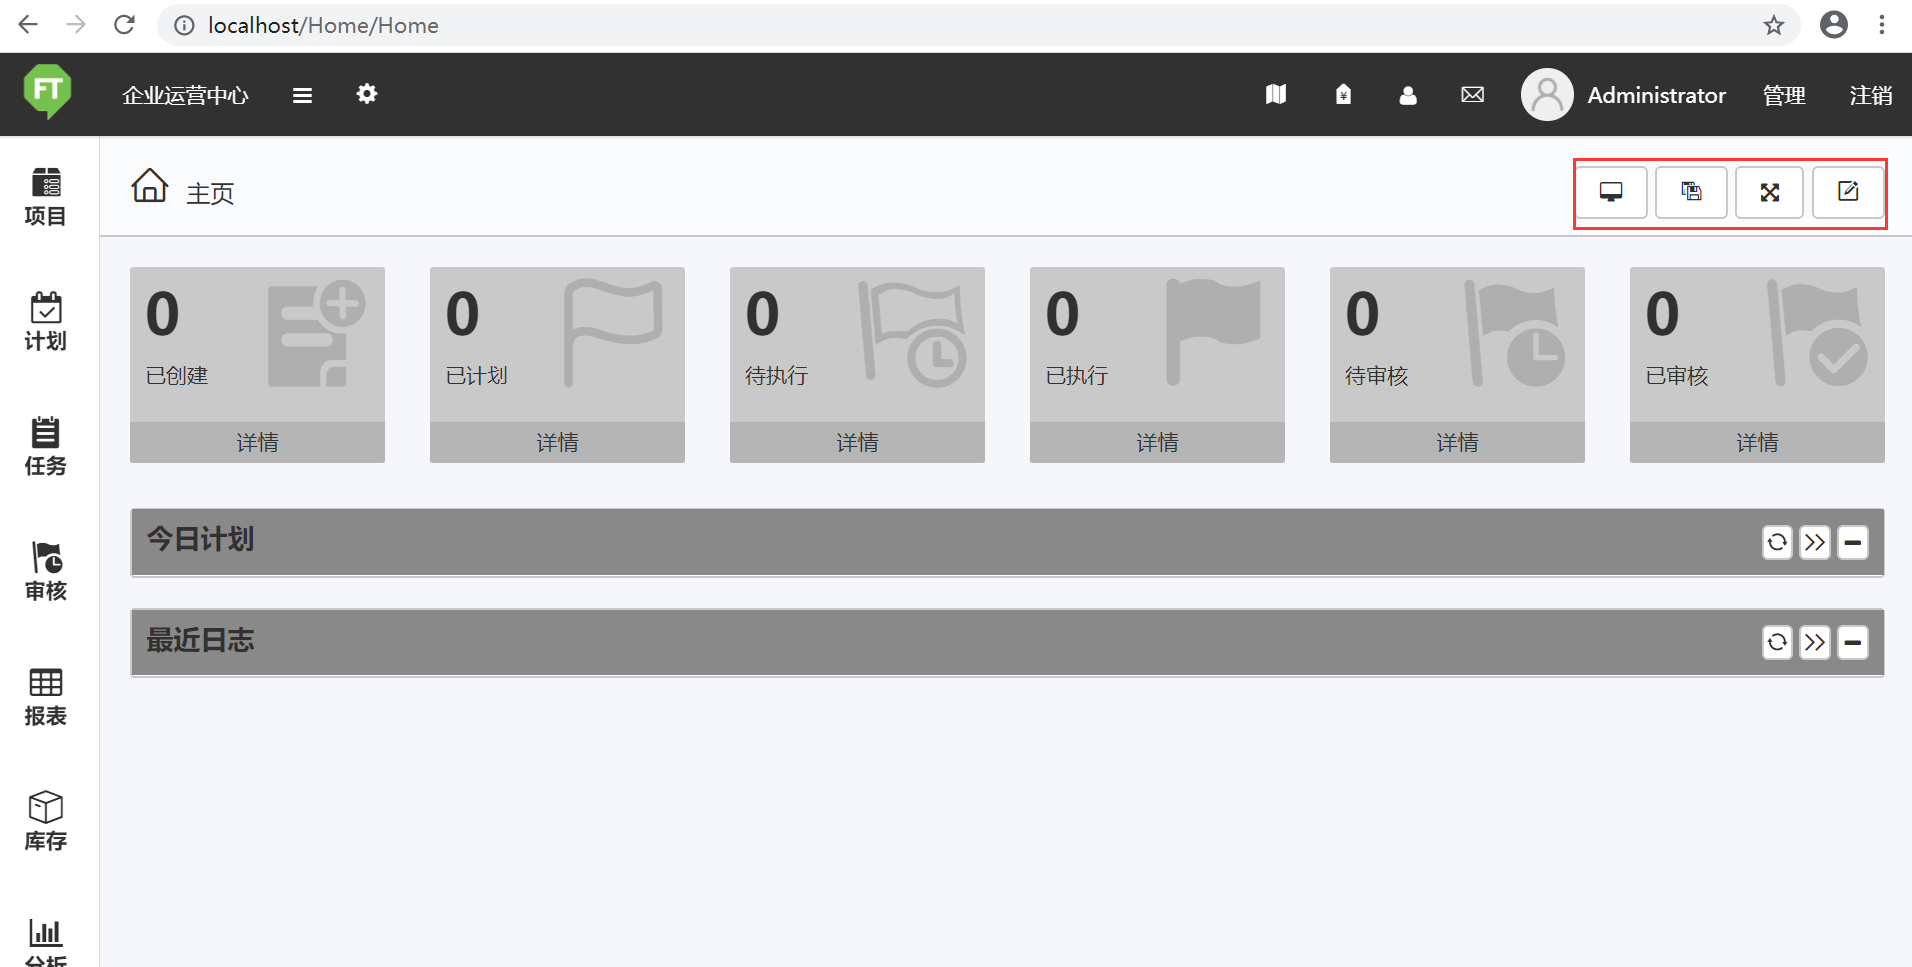 localhost/Home/Home
FT
企业运营中心
Administrator
管理
注销
项目
计划
任务
审核
报表
库存
分析
主页
0
已创建
详情
0
已计划
详情
0
待执行
详情
0
已执行
详情
0
待审核
详情
0
已审核
详情
今日计划
最近日志